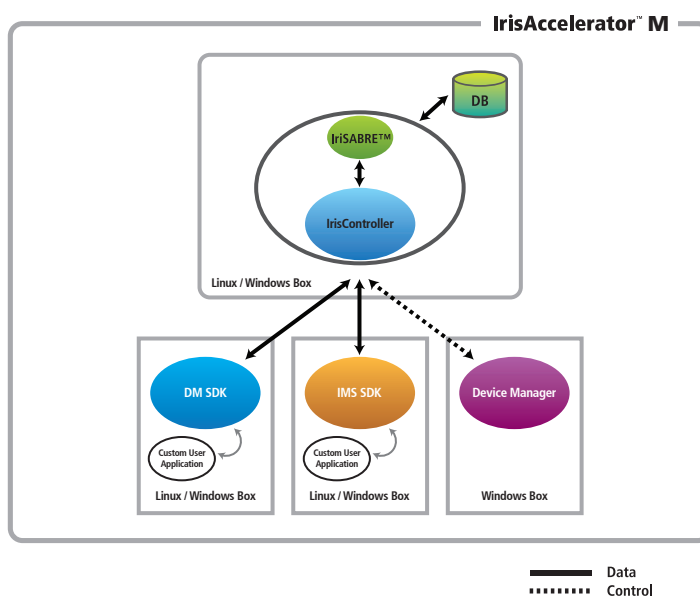 IrisAccelerator™ M
DB
IriSABRE™
IrisController
Linux / Windows Box
DM SDK
Custom User
Application
Linux / Windows Box
IMS SDK
Custom User
Application
Linux / Windows Box
Device Manager
Windows Box
Data
Control